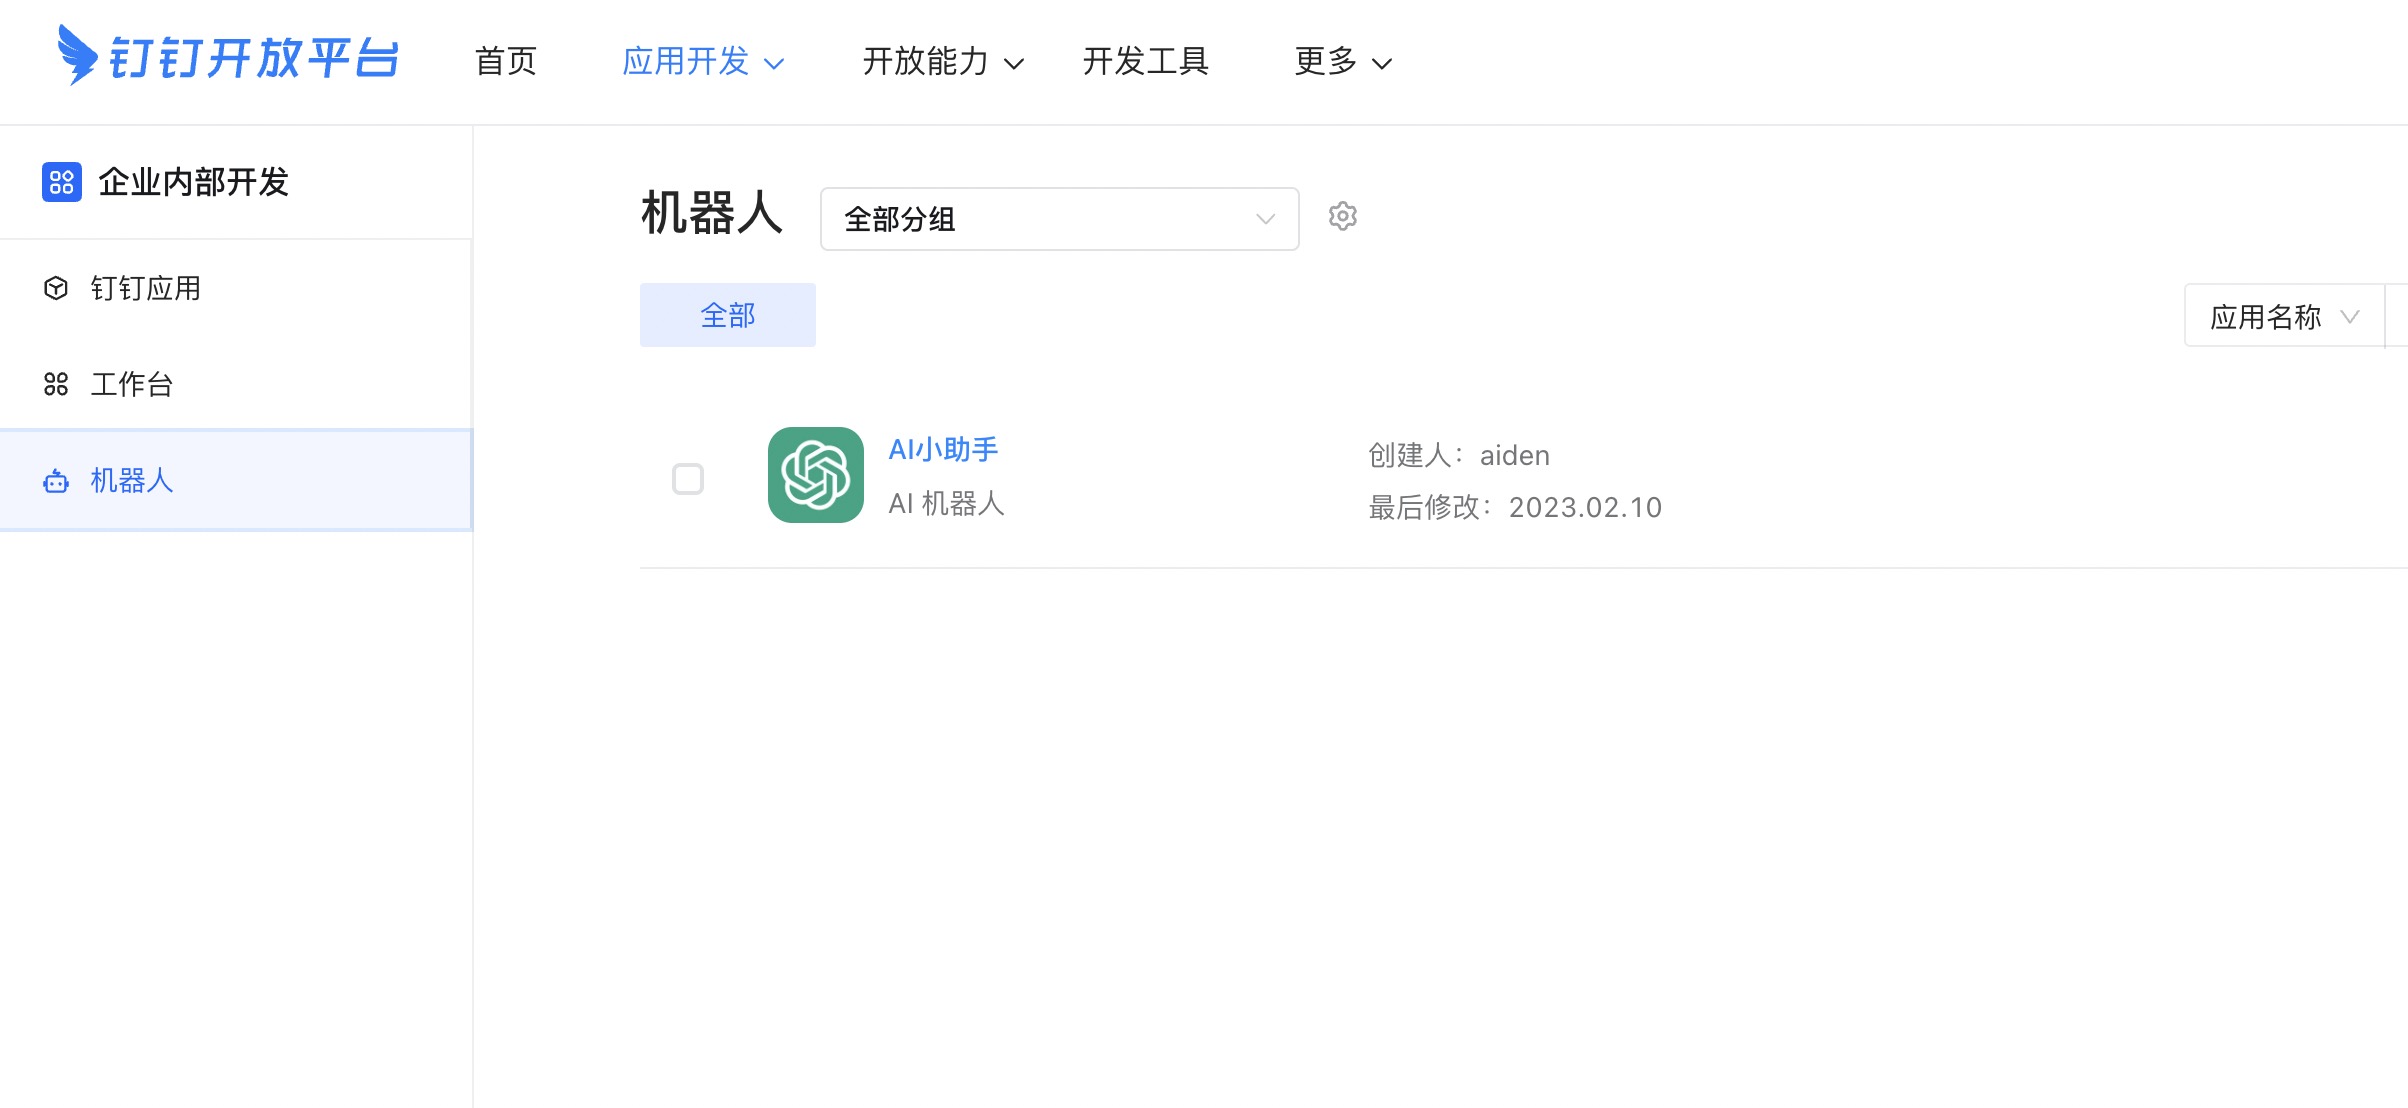 钉钉开放平台 首页 应用开发 开放能力 开发工具 更多
企业内部开发
钉钉应用
工作台
机器人
机器人 全部分组
全部 应用名称
AI小助手
AI 机器人
创建人：aiden
最后修改：2023.02.10